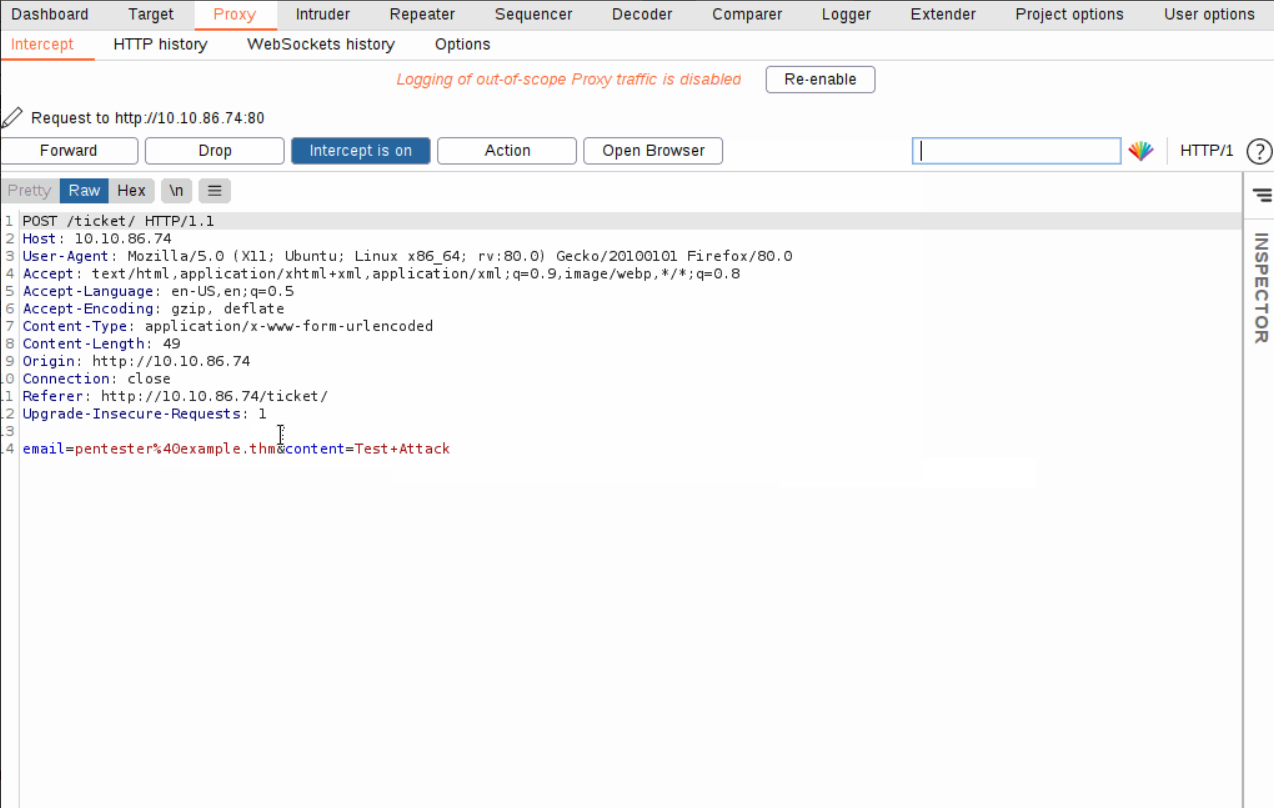 Dashboard Target Proxy Intruder Repeater Sequencer Decoder Comparer Logger Extender Project options User options
Intercept HTTP history WebSockets history Options
Logging of out-of-scope Proxy traffic is disabled Re-enable
Request to http://10.10.86.74:80
Forward Drop Intercept is on Action Open Browser HTTP/1 ?
Pretty Raw Hex \n
1 POST /ticket/ HTTP/1.1
2 Host: 10.10.86.74
3 User-Agent: Mozilla/5.0 (X11; Ubuntu; Linux x86_64; rv:80.0) Gecko/20100101 Firefox/80.0
4 Accept: text/html,application/xhtml+xml,application/xml;q=0.9,image/webp,*/*;q=0.8
5 Accept-Language: en-US,en;q=0.5
6 Accept-Encoding: gzip, deflate
7 Content-Type: application/x-www-form-urlencoded
8 Content-Length: 49
9 Origin: http://10.10.86.74
10 Connection: close
11 Referer: http://10.10.86.74/ticket/
12 Upgrade-Insecure-Requests: 1
13
14 email=pentester%40example.thm&content=Test+Attack
INSPECTOR